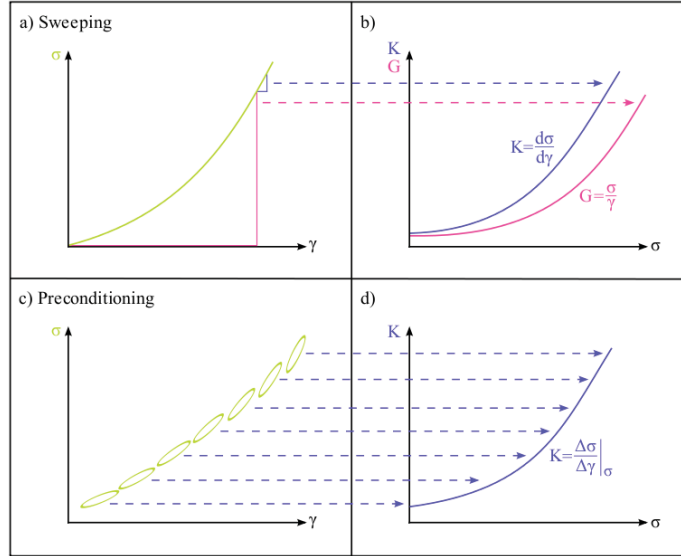 a) Sweeping
σ
γ
b)
K
G
K=dσ/dγ
G=σ/γ
σ
c) Preconditioning
σ
γ
d)
K
K=Δσ/Δγ|σ
σ